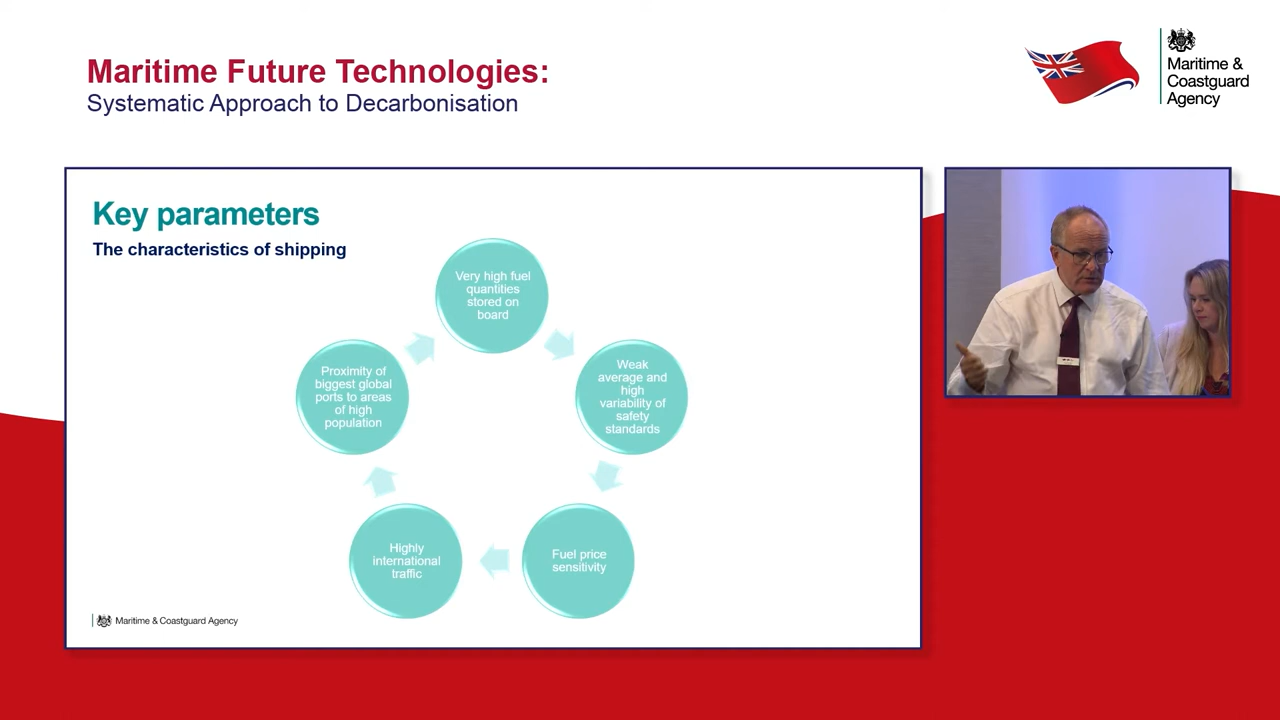 Maritime Future Technologies:
Systematic Approach to Decarbonisation
Maritime &
Coastguard
Agency
Key parameters
The characteristics of shipping
Very high fuel
quantities
stored on
board
Weak
average and
high
variability of
safety
standards
Fuel price
sensitivity
Highly
international
traffic
Proximity of
biggest global
ports to areas
of high
population
Maritime & Coastguard Agency